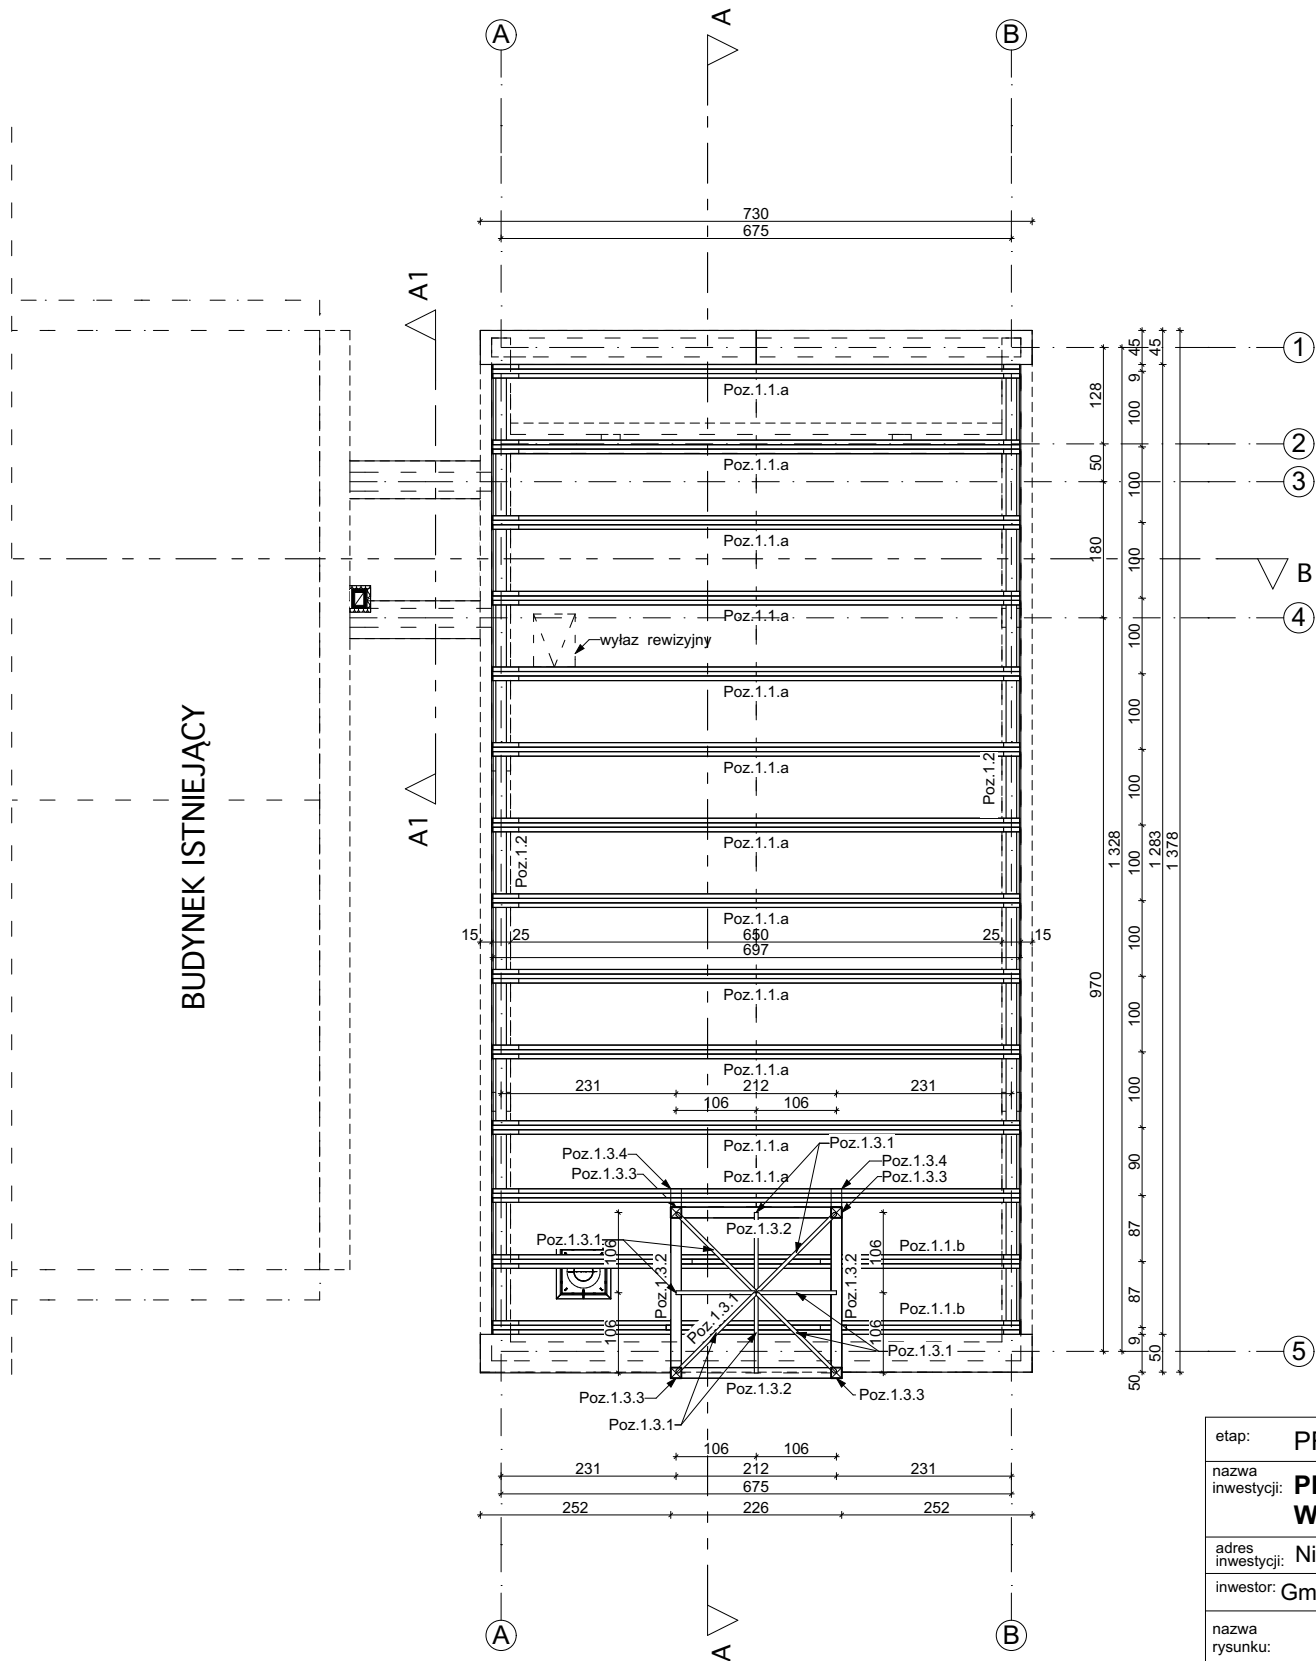 A
A
B
730
675
A1
1
45
45
9
128
100
Poz.1.1.a
2
50
Poz.1.1.a
100
3
Poz.1.1.a
180
100
B
Poz.1.1.a
4
100
wyłaz rewizyjny
Poz.1.1.a
100
BUDYNEK ISTNIEJĄCY
Poz.1.1.a
Poz.1.2
100
A1
Poz.1.1.a
Poz.1.2
1 328
100
1 283
1 378
Poz.1.1.a
15
25
650
25
15
697
100
970
Poz.1.1.a
100
Poz.1.1.a
231
212
231
100
106
106
Poz.1.1.a
Poz.1.3.1
90
Poz.1.3.4
Poz.1.3.4
Poz.1.3.3
Poz.1.1.a
Poz.1.3.3
Poz.1.3.2
87
Poz.1.3.1
106
106
Poz.1.1.b
Poz.1.3.2
Poz.1.3.2
87
Poz.1.3.1
Poz.1.1.b
106
106
Poz.1.3.1
9
50
5
50
Poz.1.3.3
Poz.1.3.2
Poz.1.3.3
Poz.1.3.1
106
106
231
212
231
675
252
226
252
A
A
B
etap:
nazwa
inwestycji:
adres
inwestycji: Ni
inwestor: Gm
nazwa
rysunku: